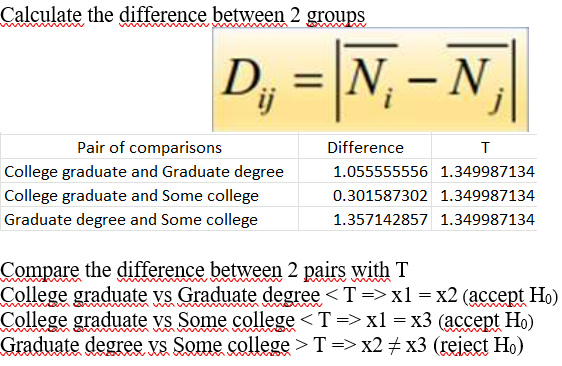 Calculate the difference between 2 groups
D_ij = |N̅_i − N̅_j|
Pair of comparisons Difference T
College graduate and Graduate degree 1.055555556 1.349987134
College graduate and Some college 0.301587302 1.349987134
Graduate degree and Some college 1.357142857 1.349987134
Compare the difference between 2 pairs with T
College graduate vs Graduate degree < T => x1 = x2 (accept H₀)
College graduate vs Some college < T => x1 = x3 (accept H₀)
Graduate degree vs Some college > T => x2 ≠ x3 (reject H₀)